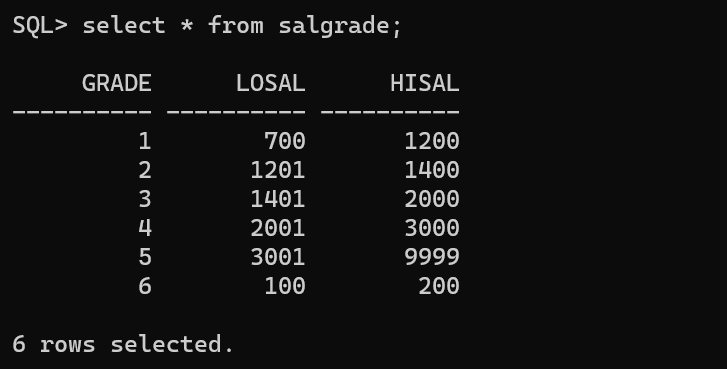 SQL> select * from salgrade;
GRADE LOSAL HISAL
---------- ---------- ----------
1 700 1200
2 1201 1400
3 1401 2000
4 2001 3000
5 3001 9999
6 100 200
6 rows selected.